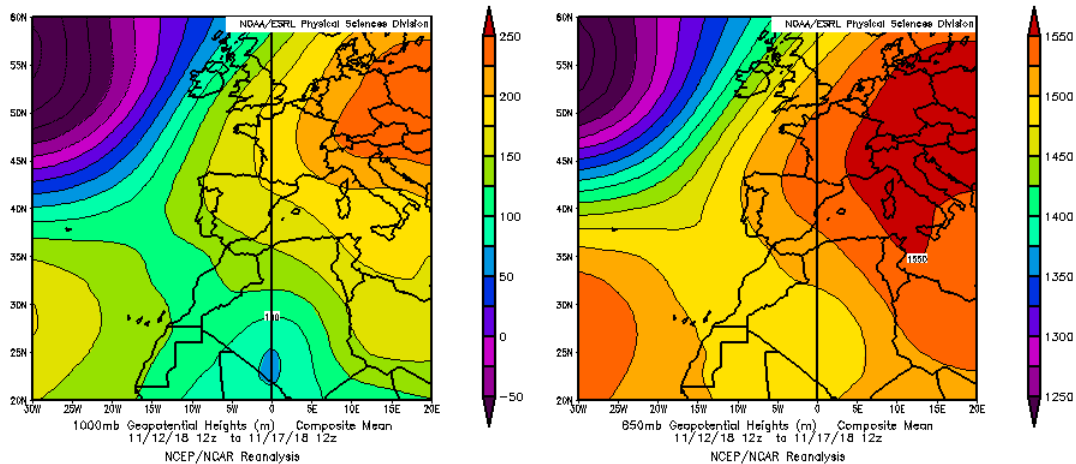 NOAA/ESRL Physical Sciences Division
60N
55N
50N
45N
40N
35N
30N
25N
20N
30W 25W 20W 15W 10W 5W 0 5E 10E 15E 20E
250
200
150
100
50
0
-50
1000mb Geopotential Heights (m) Composite Mean
11/12/18 12z to 11/17/18 12z
NCEP/NCAR Reanalysis
NOAA/ESRL Physical Sciences Division
60N
55N
50N
45N
40N
35N
30N
25N
20N
1550
30W 25W 20W 15W 10W 5W 0 5E 10E 15E 20E
1550
1500
1450
1400
1350
1300
1250
850mb Geopotential Heights (m) Composite Mean
11/12/18 12z to 11/17/18 12z
NCEP/NCAR Reanalysis